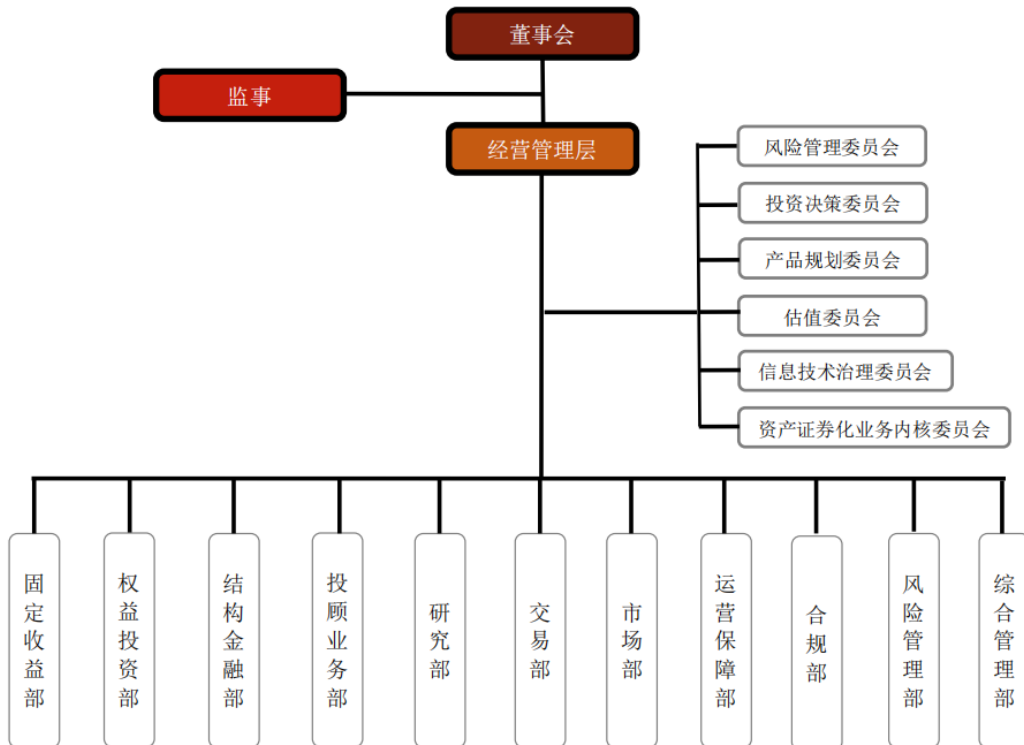 董事会
监事
经营管理层
风险管理委员会
投资决策委员会
产品规划委员会
估值委员会
信息技术治理委员会
资产证券化业务内核委员会
固定收益部
权益投资部
结构金融部
投顾业务部
研究部
交易部
市场部
运营保障部
合规部
风险管理部
综合管理部